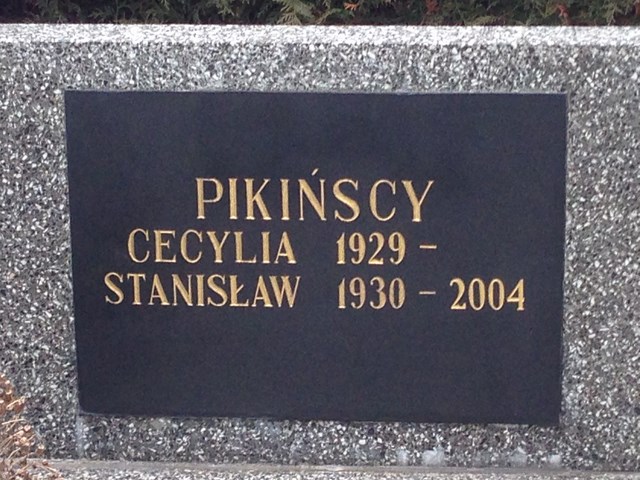 PIKIŃSCY
CECYLIA 1929 –
STANISŁAW 1930 – 2004